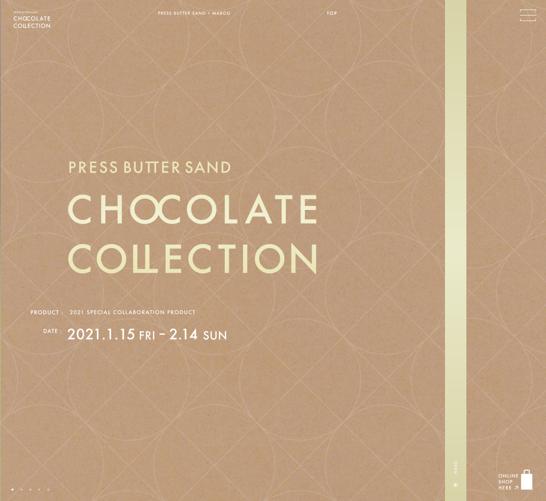 CHOCOLATE
COLLECTION
PRESS BUTTER SAND × MAROU
TOP
PRESS BUTTER SAND
CHOCOLATE
COLLECTION
PRODUCT : 2021 SPECIAL COLLABORATION PRODUCT
DATE : 2021.1.15 FRI – 2.14 SUN
ONLINE
SHOP
HERE ↗